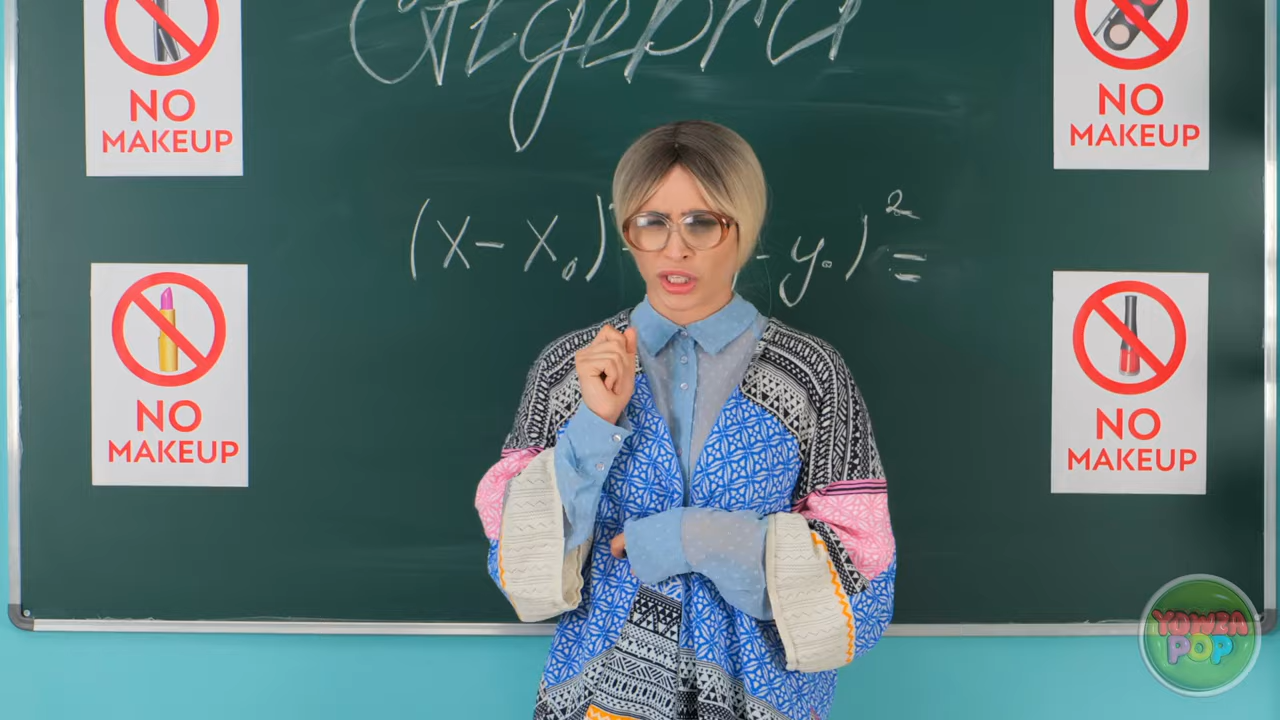 Algebra
NO
MAKEUP
NO
MAKEUP
(x - x₀) - y₀)² =
NO
MAKEUP
NO
MAKEUP
YOWZA
POP